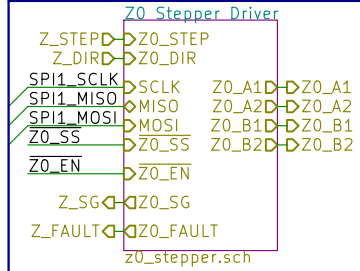 Z0 Stepper Driver
Z_STEP Z0_STEP
Z_DIR Z0_DIR
SPI1_SCLK SCLK Z0_A1 Z0_A1
SPI1_MISO MISO Z0_A2 Z0_A2
SPI1_MOSI MOSI Z0_B1 Z0_B1
Z0_SS Z0_SS Z0_B2 Z0_B2
Z0_EN Z0_EN
Z_SG Z0_SG
Z_FAULT Z0_FAULT
z0_stepper.sch